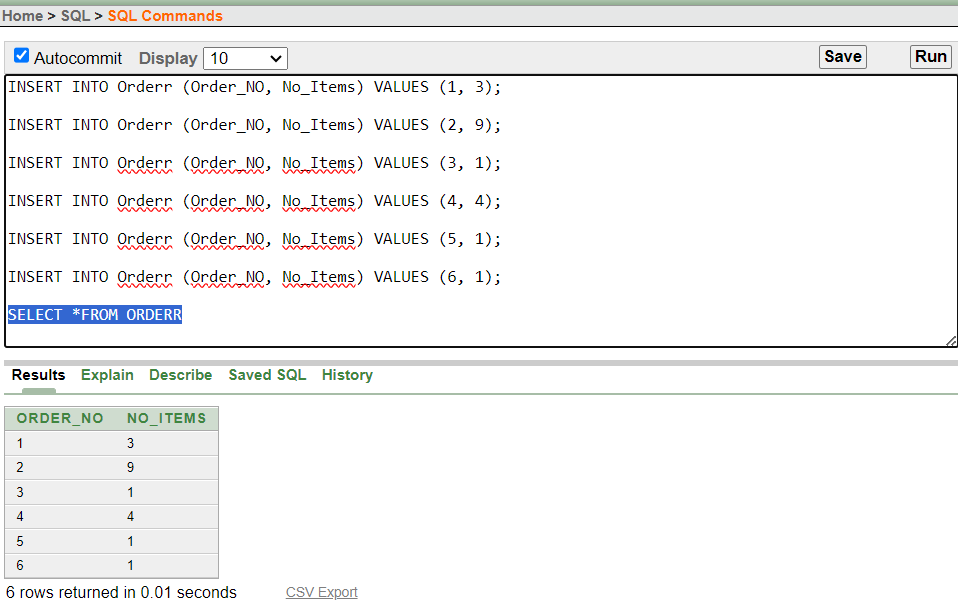 Home > SQL > SQL Commands
Autocommit Display 10 Save Run
INSERT INTO Orderr (Order_NO, No_Items) VALUES (1, 3);
INSERT INTO Orderr (Order_NO, No_Items) VALUES (2, 9);
INSERT INTO Orderr (Order_NO, No_Items) VALUES (3, 1);
INSERT INTO Orderr (Order_NO, No_Items) VALUES (4, 4);
INSERT INTO Orderr (Order_NO, No_Items) VALUES (5, 1);
INSERT INTO Orderr (Order_NO, No_Items) VALUES (6, 1);
SELECT *FROM ORDERR
Results Explain Describe Saved SQL History
ORDER_NO NO_ITEMS
1 3
2 9
3 1
4 4
5 1
6 1
6 rows returned in 0.01 seconds CSV Export